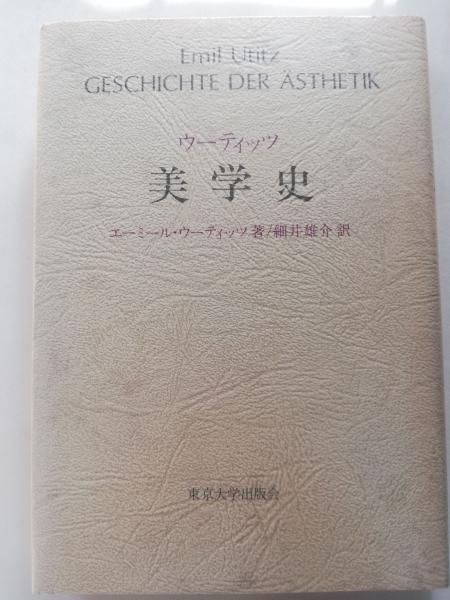 Emil Utitz
GESCHICHTE DER ÄSTHETIK
ウーティッツ
美学史
エーミール・ウーティッツ著/細井雄介訳
東京大学出版会